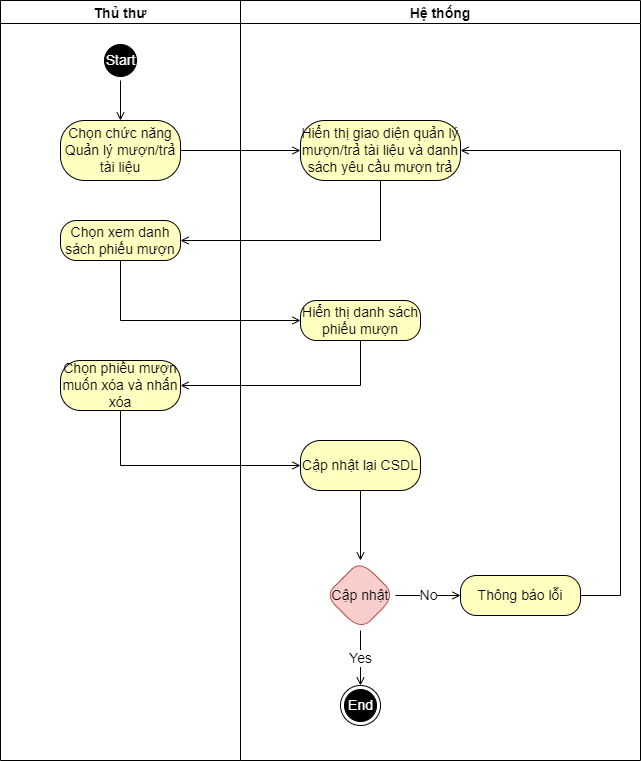 Thủ thư
Hệ thống
Start
Chọn chức năng
Quản lý mượn/trả
tài liệu
Hiển thị giao diện quản lý
mượn/trả tài liệu và danh
sách yêu cầu mượn trả
Chọn xem danh
sách phiếu mượn
Hiển thị danh sách
phiếu mượn
Chọn phiếu mượn
muốn xóa và nhấn
xóa
Cập nhật lại CSDL
Cập nhật
No
Thông báo lỗi
Yes
End